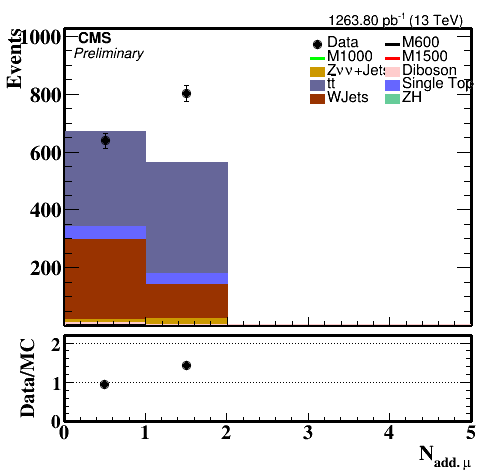 1263.80 pb⁻¹ (13 TeV)
CMS
Preliminary
Events
1000
800
600
400
200
Data
M600
M1000
M1500
Zνν+Jets
Diboson
tt
Single Top
WJets
ZH
Data/MC
2
1
0
0
1
2
3
4
5
N add. μ